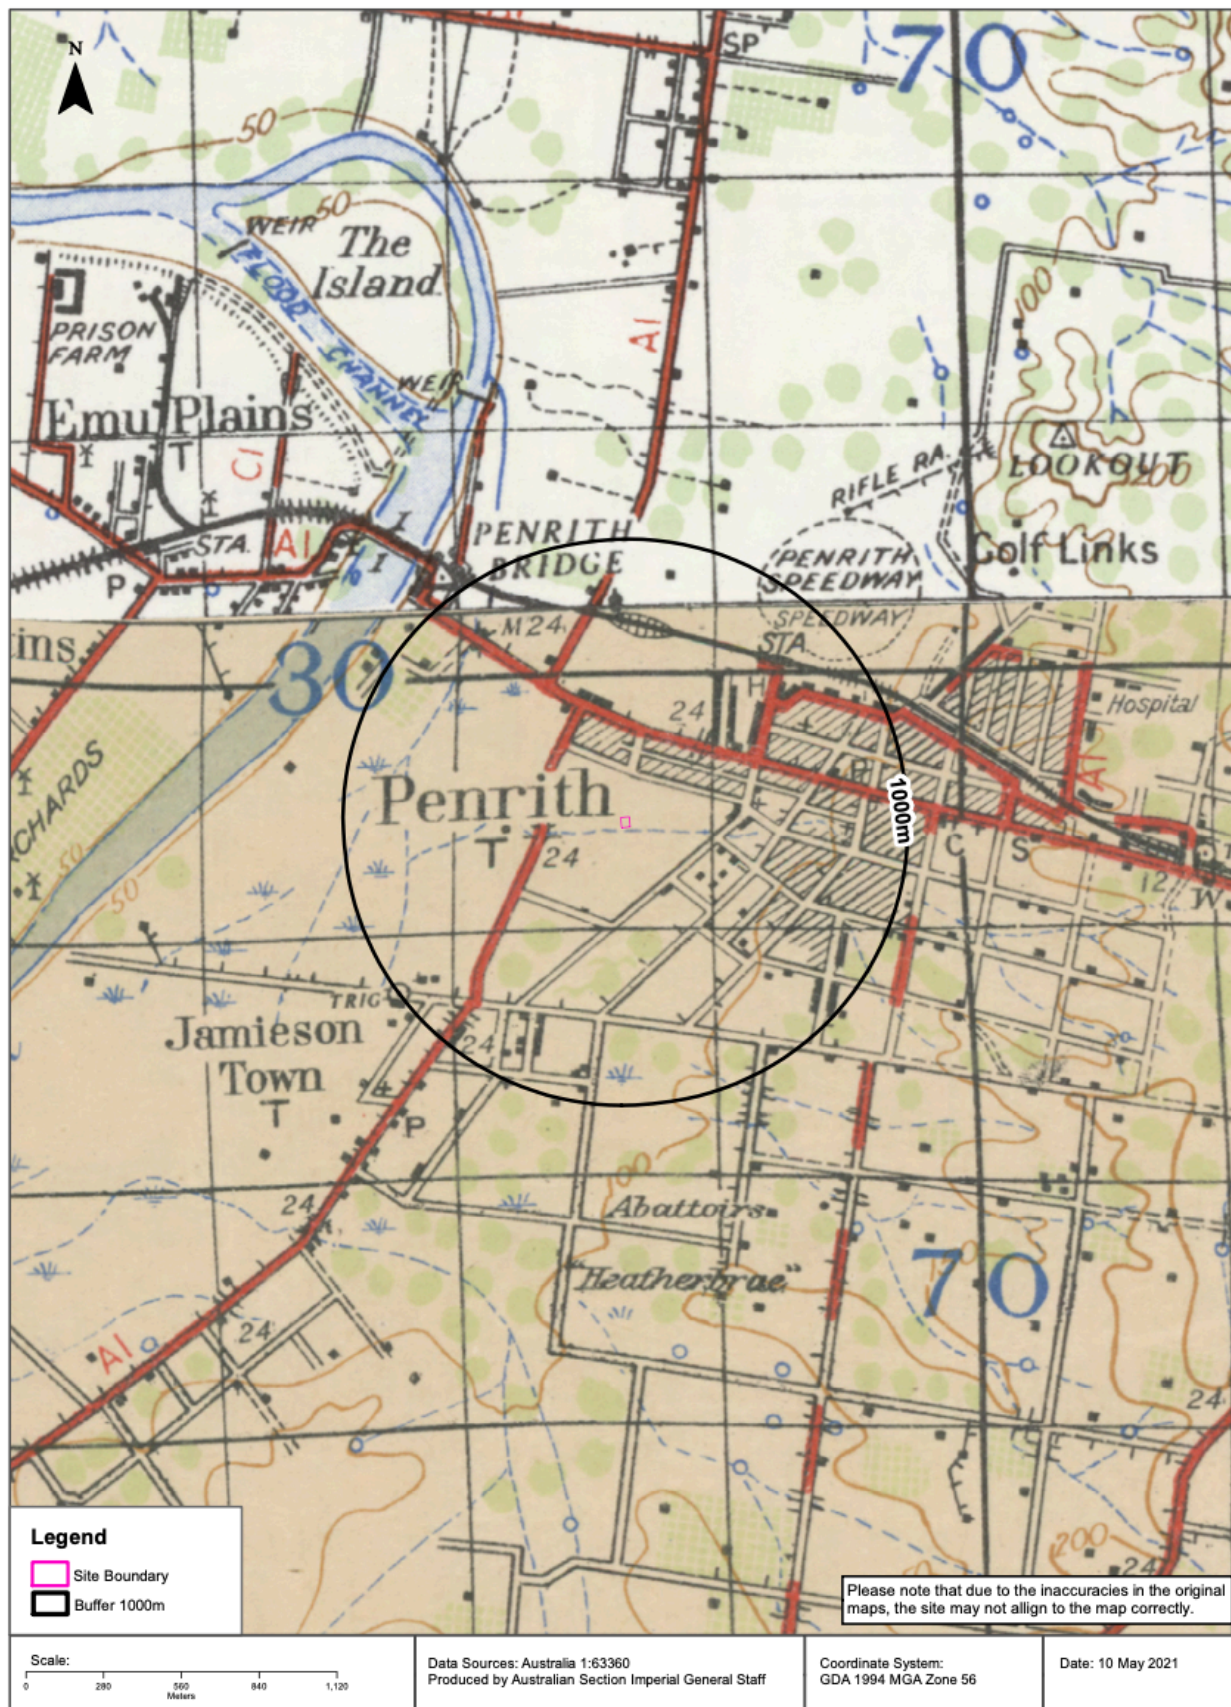 N
SP
70
50
WEIR
50
The
Island
FLOOD CHANNEL
PRISON
FARM
100
A1
WEIR
Emu Plains
T
C1
LOOKOUT
200
RIFLE RA.
STA.
A1
PENRITH
BRIDGE
PENRITH
SPEEDWAY
Golf Links
P
M24
SPEEDWAY
STA
ins
30
H
24
Hospital
A1
P
1000m
Penrith
T
24
ORCHARDS
50
50
C
S
12
W
TRIG
Jamieson
Town
T
24
P
24
Abattoirs
"Heatherbrae"
70
24
A1
24
200
24
Legend
Site Boundary
Buffer 1000m
Please note that due to the inaccuracies in the original
maps, the site may not allign to the map correctly.
Scale:
0 280 560 840 1,120
Meters
Data Sources: Australia 1:63360
Produced by Australian Section Imperial General Staff
Coordinate System:
GDA 1994 MGA Zone 56
Date: 10 May 2021